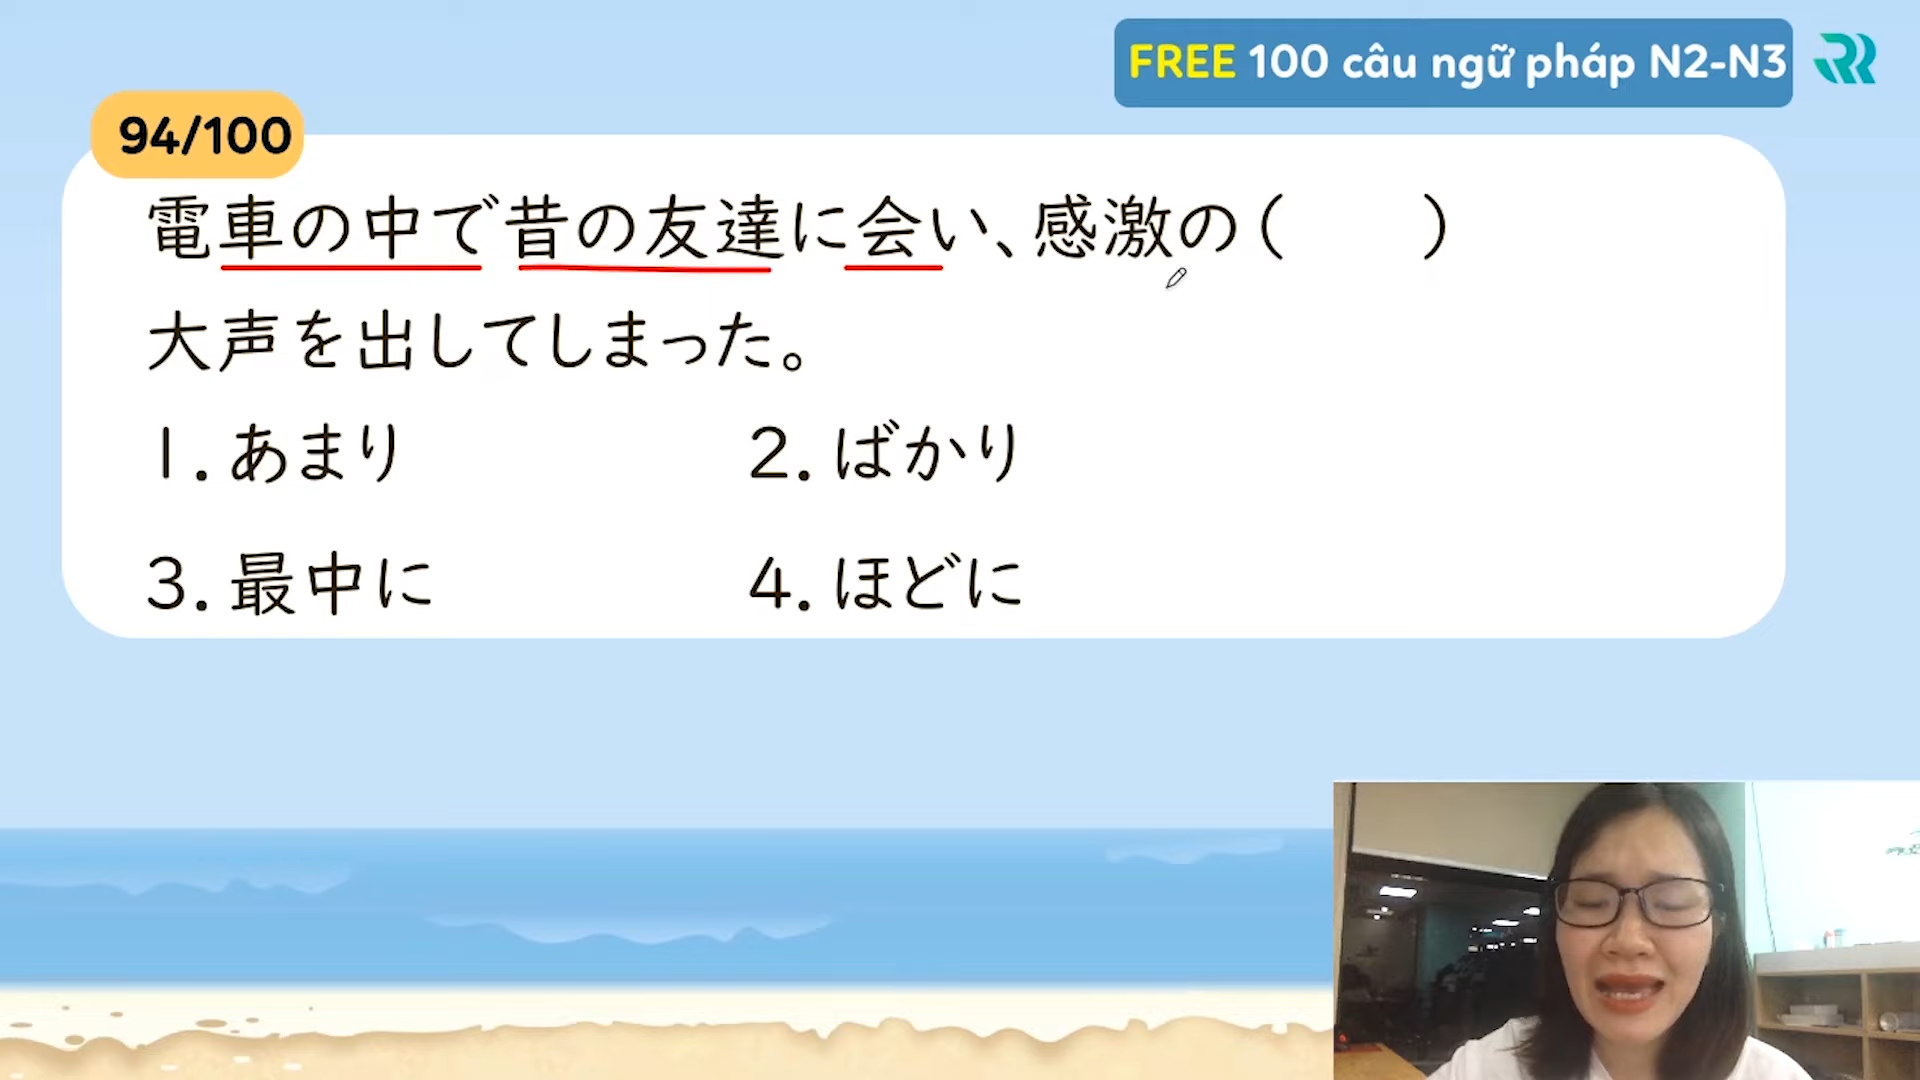 FREE 100 câu ngữ pháp N2-N3
94/100
電車の中で昔の友達に会い、感激の(　　)
大声を出してしまった。
1. あまり 2. ばかり
3. 最中に 4. ほどに